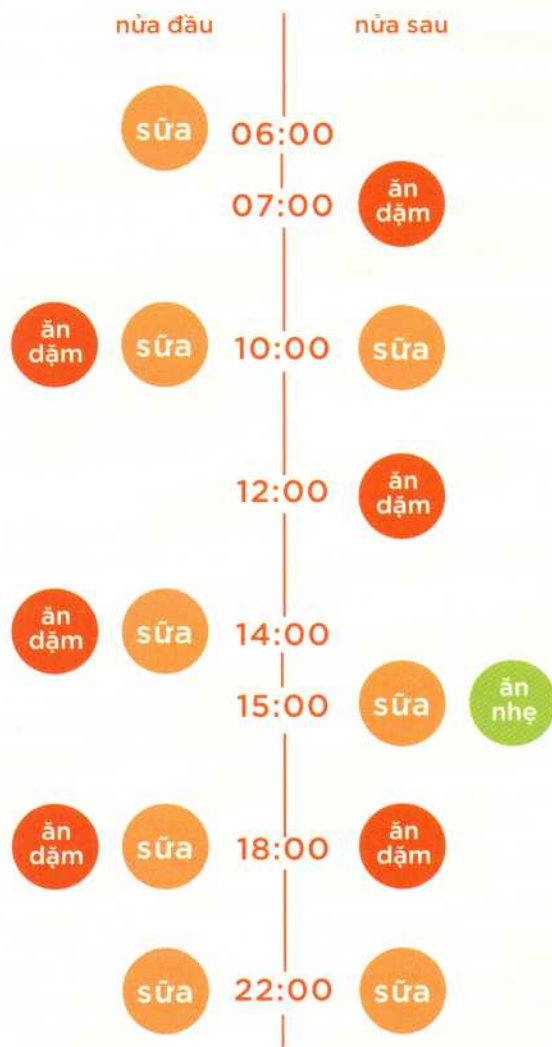 nửa đầu
nửa sau
sữa
06:00
07:00
ăn
dặm
ăn
dặm
sữa
10:00
sữa
12:00
ăn
dặm
ăn
dặm
sữa
14:00
15:00
sữa
ăn
nhẹ
ăn
dặm
sữa
18:00
ăn
dặm
sữa
22:00
sữa